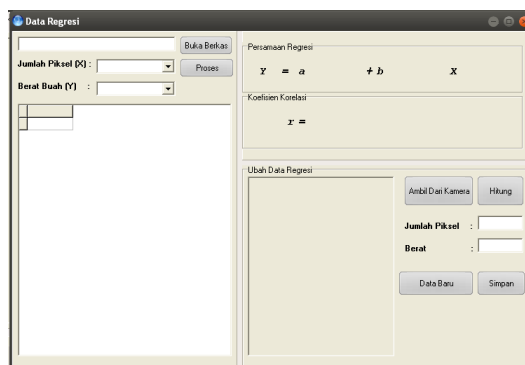 Data Regresi
Buka Berkas
Jumlah Piksel (X) :
Proses
Berat Buah (Y) :
Persamaan Regresi
Y = a + b X
Koefisien Korelasi
r =
Ubah Data Regresi
Ambil Dari Kamera
Hitung
Jumlah Piksel :
Berat :
Data Baru
Simpan